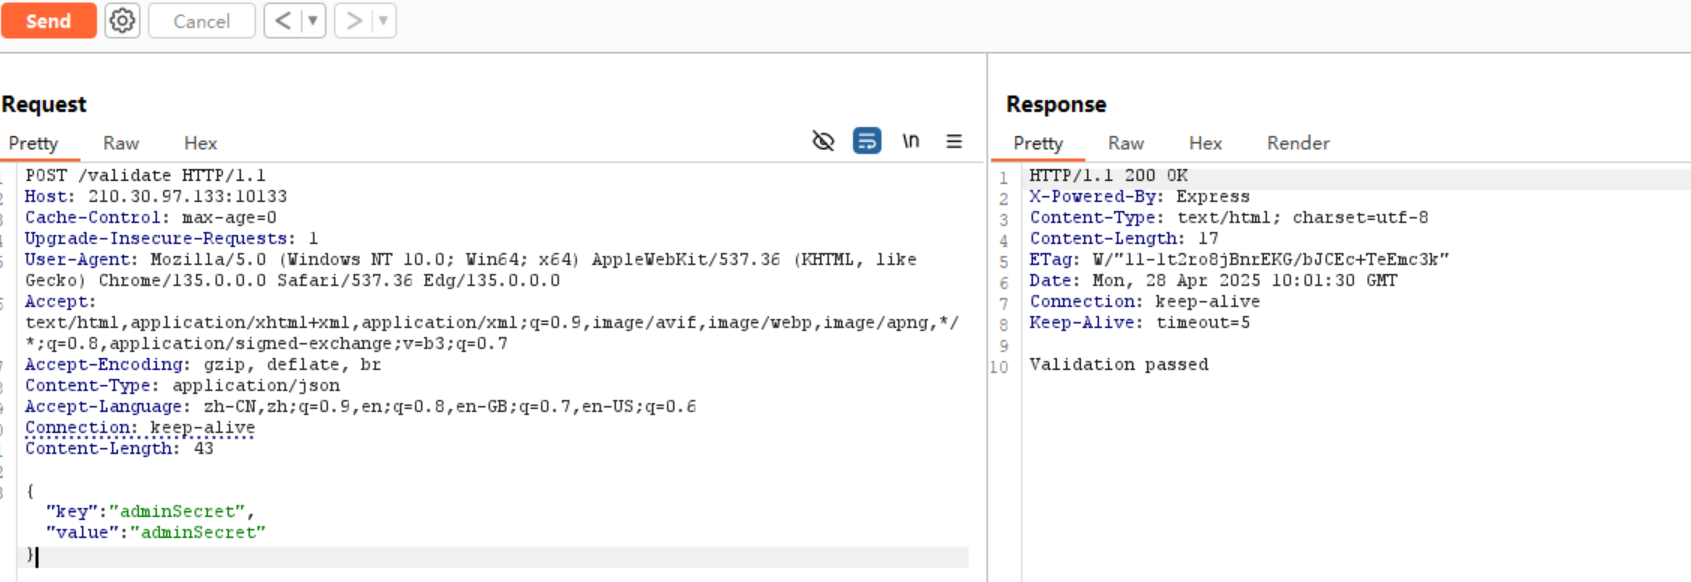 Send
Cancel
Request
Pretty Raw Hex
\n
POST /validate HTTP/1.1
Host: 210.30.97.133:10133
Cache-Control: max-age=0
Upgrade-Insecure-Requests: 1
User-Agent: Mozilla/5.0 (Windows NT 10.0; Win64; x64) AppleWebKit/537.36 (KHTML, like
Gecko) Chrome/135.0.0.0 Safari/537.36 Edg/135.0.0.0
Accept:
text/html,application/xhtml+xml,application/xml;q=0.9,image/avif,image/webp,image/apng,*/
*;q=0.8,application/signed-exchange;v=b3;q=0.7
Accept-Encoding: gzip, deflate, br
Content-Type: application/json
Accept-Language: zh-CN,zh;q=0.9,en;q=0.8,en-GB;q=0.7,en-US;q=0.6
Connection: keep-alive
Content-Length: 43
{
"key":"adminSecret",
"value":"adminSecret"
}
Response
Pretty Raw Hex Render
1 HTTP/1.1 200 OK
2 X-Powered-By: Express
3 Content-Type: text/html; charset=utf-8
4 Content-Length: 17
5 ETag: W/"11-1t2ro8jBnrEKG/bJCEc+TeEmc3k"
6 Date: Mon, 28 Apr 2025 10:01:30 GMT
7 Connection: keep-alive
8 Keep-Alive: timeout=5
9
10 Validation passed